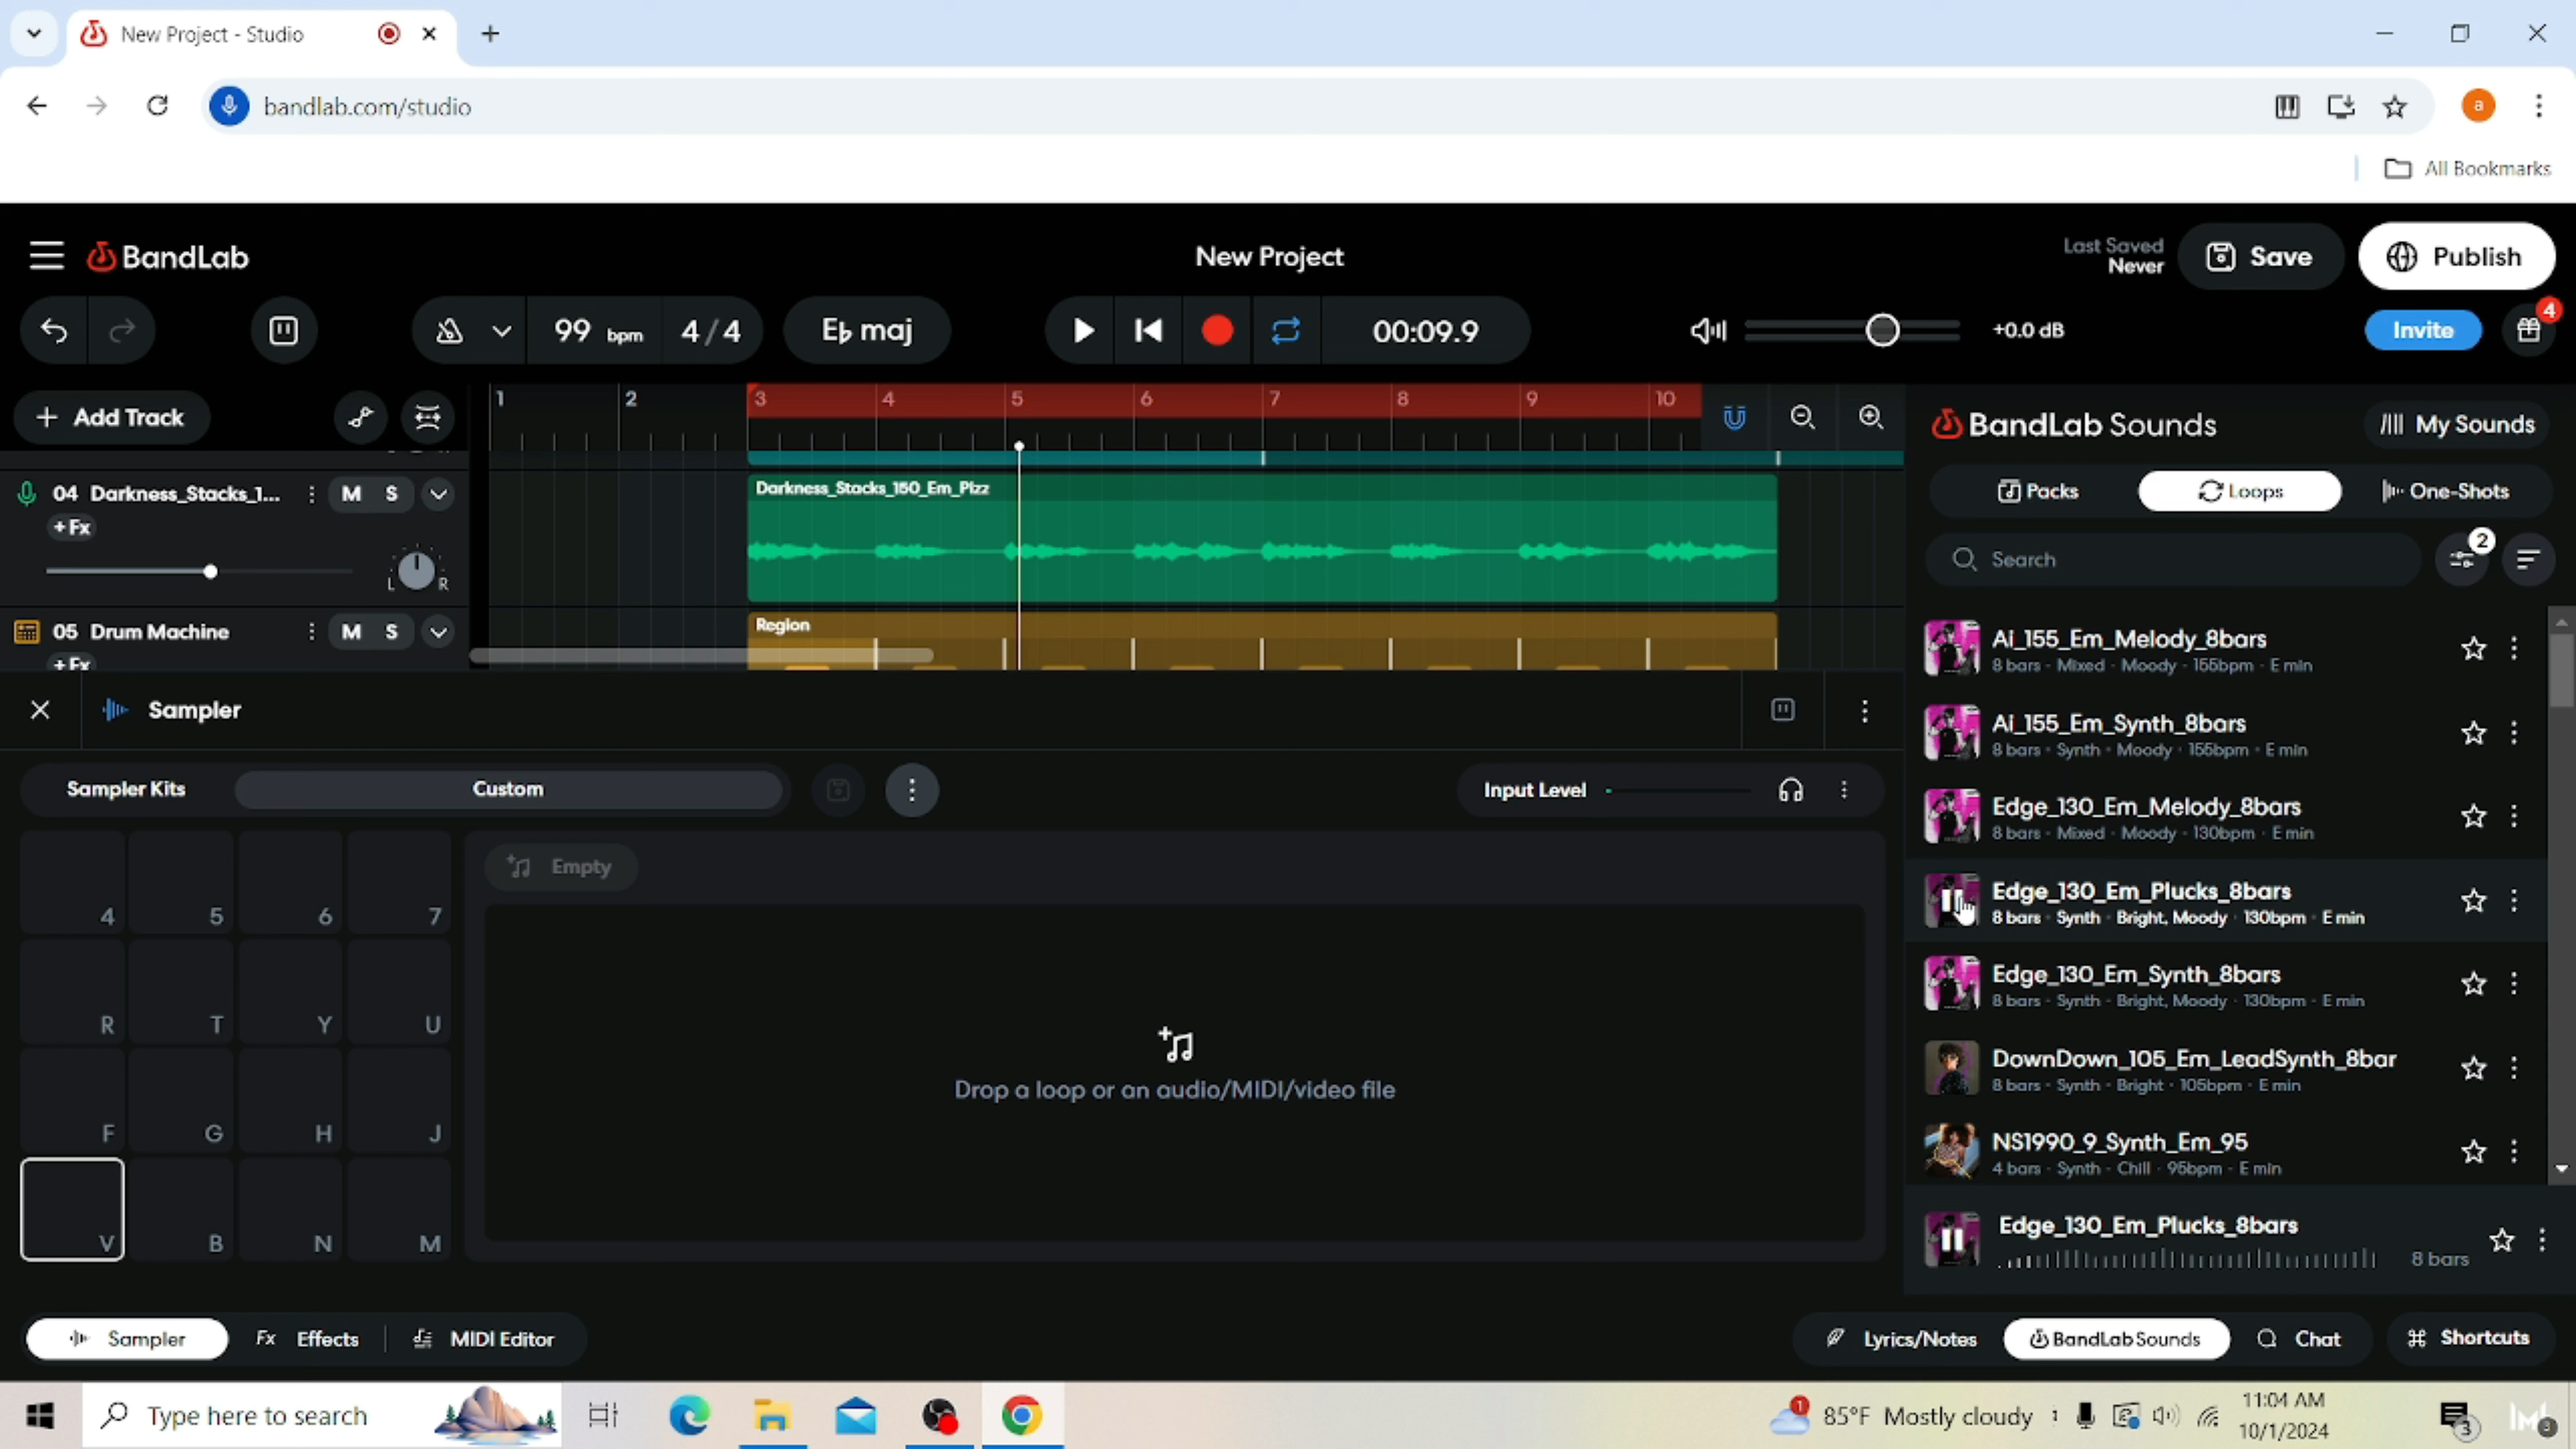 New Project - Studio
bandlab.com/studio
a
All Bookmarks
BandLab
New Project
Last Saved
Never
Save
Publish
99 bpm
4 / 4
E♭ maj
00:09.9
+0.0 dB
Invite
4
+ Add Track
1 2 3 4 5 6 7 8 9 10
BandLab Sounds
My Sounds
Packs
Loops
One-Shots
Search
2
04 Darkness_Stacks_1...
M S
+Fx
L R
Darkness_Stacks_150_Em_Pizz
05 Drum Machine
M S
+Fx
Region
Sampler
Sampler Kits
Custom
Input Level
Empty
4 5 6 7
R T Y U
F G H J
V B N M
Drop a loop or an audio/MIDI/video file
Ai_155_Em_Melody_8bars
8 bars · Mixed · Moody · 155bpm · E min
Ai_155_Em_Synth_8bars
8 bars · Synth · Moody · 155bpm · E min
Edge_130_Em_Melody_8bars
8 bars · Mixed · Moody · 130bpm · E min
Edge_130_Em_Plucks_8bars
8 bars · Synth · Bright, Moody · 130bpm · E min
Edge_130_Em_Synth_8bars
8 bars · Synth · Bright, Moody · 130bpm · E min
DownDown_105_Em_LeadSynth_8bar
8 bars · Synth · Bright · 105bpm · E min
NS1990_9_Synth_Em_95
4 bars · Synth · Chill · 95bpm · E min
Edge_130_Em_Plucks_8bars
8 bars
Sampler
Fx Effects
MIDI Editor
Lyrics/Notes
BandLab Sounds
Chat
Shortcuts
Type here to search
1
85°F Mostly cloudy
11:04 AM
10/1/2024
3
3